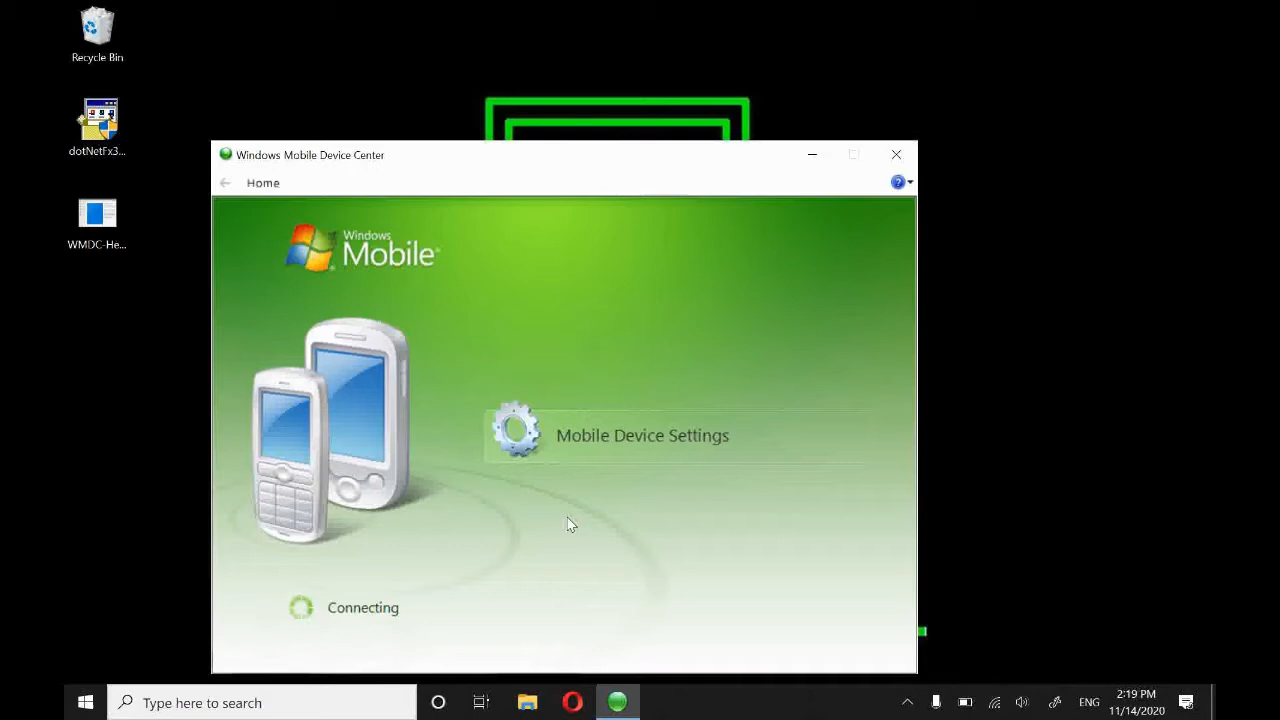 Recycle Bin
dotNetFx3...
WMDC-He...
Windows Mobile Device Center
Home
Windows
Mobile
Mobile Device Settings
Connecting
Type here to search
ENG
2:19 PM
11/14/2020